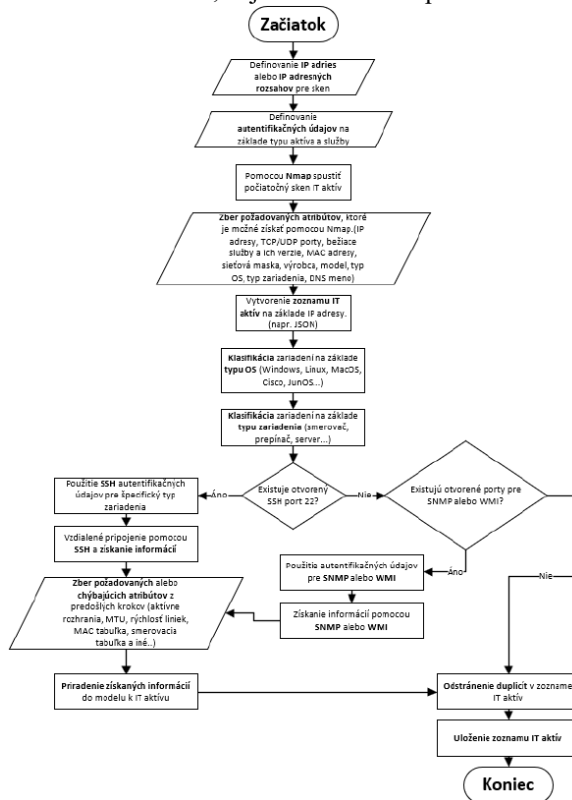 Začiatok
Definovanie IP adries
alebo IP adresných
rozsahov pre sken
Definovanie
autentifikačných údajov na
základe typu aktíva a služby
Pomocou Nmap spustiť
počiatočný sken IT aktív
Zber požadovaných atribútov, ktoré
je možné získať pomocou Nmap.(IP
adresy, TCP/UDP porty, bežiace
služby a ich verzie, MAC adresy,
sieťová maska, výrobca, model, typ
OS, typ zariadenia, DNS meno)
Vytvorenie zoznamu IT
aktív na základe IP adresy.
(napr. JSON)
Klasifikácia zariadení na základe
typu OS (Windows, Linux, MacOS,
Cisco, JunOS...)
Klasifikácia zariadení na základe
typu zariadenia (smerovač,
prepínač, server...)
Existuje otvorený
SSH port 22?
Áno
Nie
Existujú otvorené porty pre
SNMP alebo WMI?
Použitie SSH autentifikačných
údajov pre špecifický typ
zariadenia
Vzdialené pripojenie pomocou
SSH a získanie informácií
Áno
Nie
Použitie autentifikačných údajov
pre SNMP alebo WMI
Získanie informácií pomocou
SNMP alebo WMI
Zber požadovaných alebo
chýbajúcich atribútov z
predošlých krokov (aktívne
rozhrania, MTU, rýchlosť liniek,
MAC tabuľka, smerovacia
tabuľka a iné..)
Priradenie získaných informácií
do modelu k IT aktívu
Odstránenie duplicít v zozname
IT aktív
Uloženie zoznamu IT aktív
Koniec